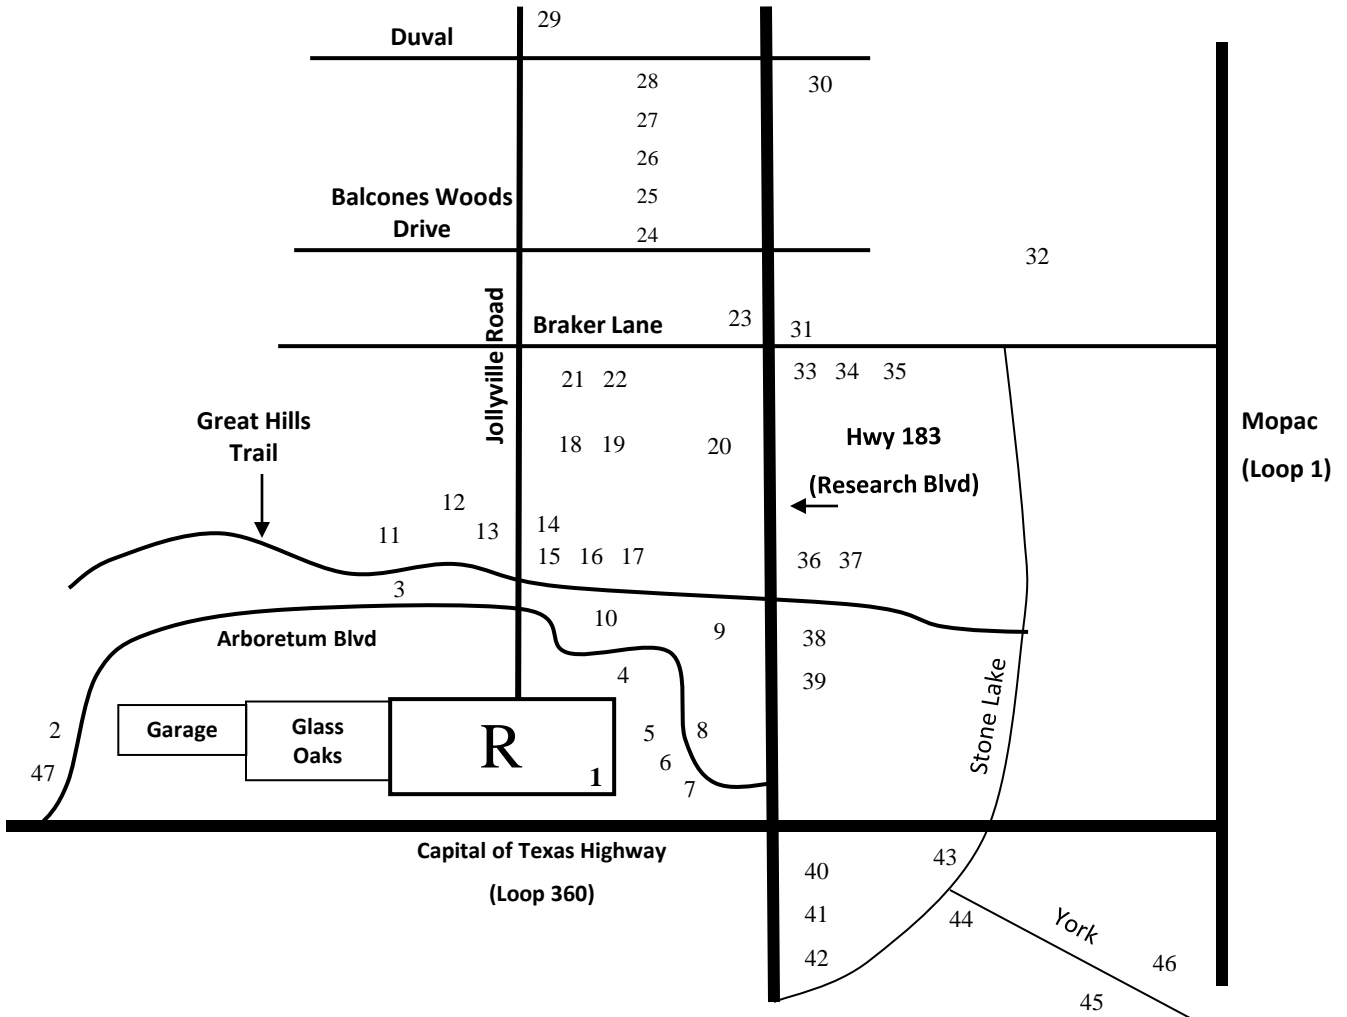 29
Duval
28
30
27
26
Balcones Woods
Drive
25
24
32
Jollyville Road
Braker Lane
23
31
21 22
33 34 35
Great Hills
Trail
Hwy 183
(Research Blvd)
Mopac
(Loop 1)
18 19
20
12
11
13
14
15 16 17
36 37
3
10
9
38
Arboretum Blvd
4
39
Stone Lake
2
47
Garage
Glass
Oaks
R
1
5
8
6
7
Capital of Texas Highway
(Loop 360)
40
43
41
44
York
42
46
45